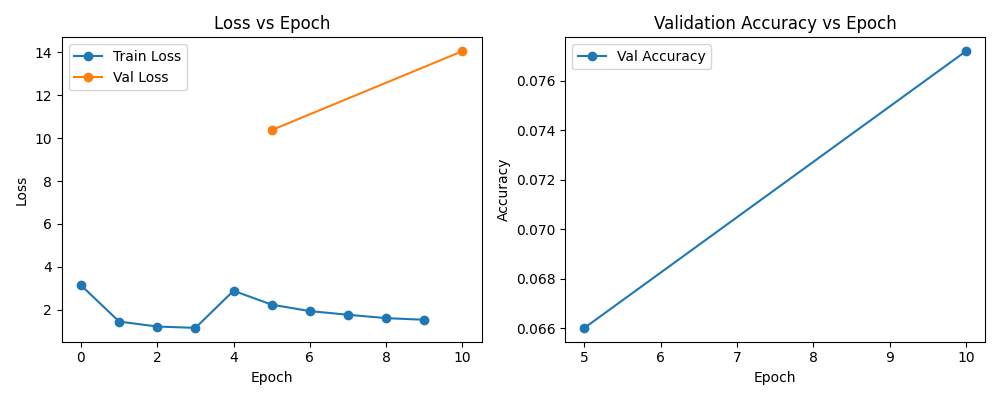 Loss vs Epoch
Train Loss
Val Loss
14
12
10
8
6
4
2
Loss
0 2 4 6 8 10
Epoch
Validation Accuracy vs Epoch
Val Accuracy
0.076
0.074
0.072
0.070
0.068
0.066
Accuracy
5 6 7 8 9 10
Epoch